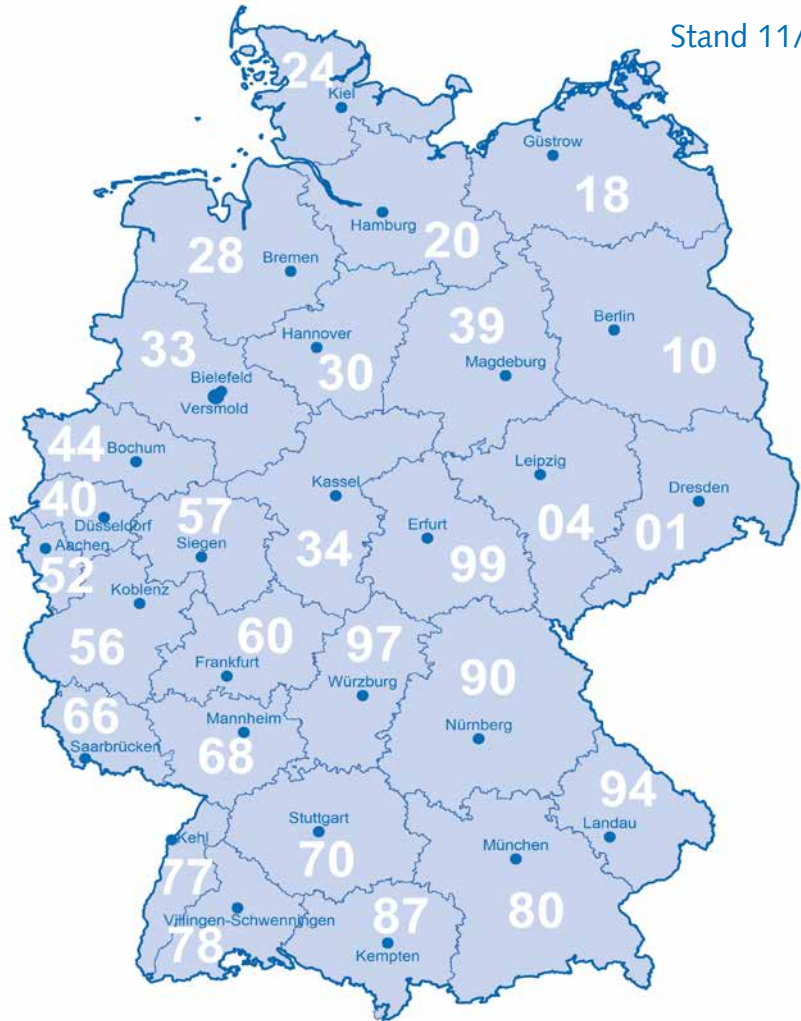 Stand 11/
24
Kiel
Güstrow
18
Hamburg
20
28
Bremen
39
Berlin
33
Hannover
30
Magdeburg
10
Bielefeld
Versmold
44
Bochum
Kassel
Leipzig
Dresden
40
Düsseldorf
57
Siegen
34
Erfurt
99
04
01
Aachen
52
Koblenz
56
60
Frankfurt
97
Würzburg
90
Nürnberg
66
Saarbrücken
Mannheim
68
94
Landau
Stuttgart
70
Kehl
77
München
80
Villingen-Schwenningen
78
87
Kempten